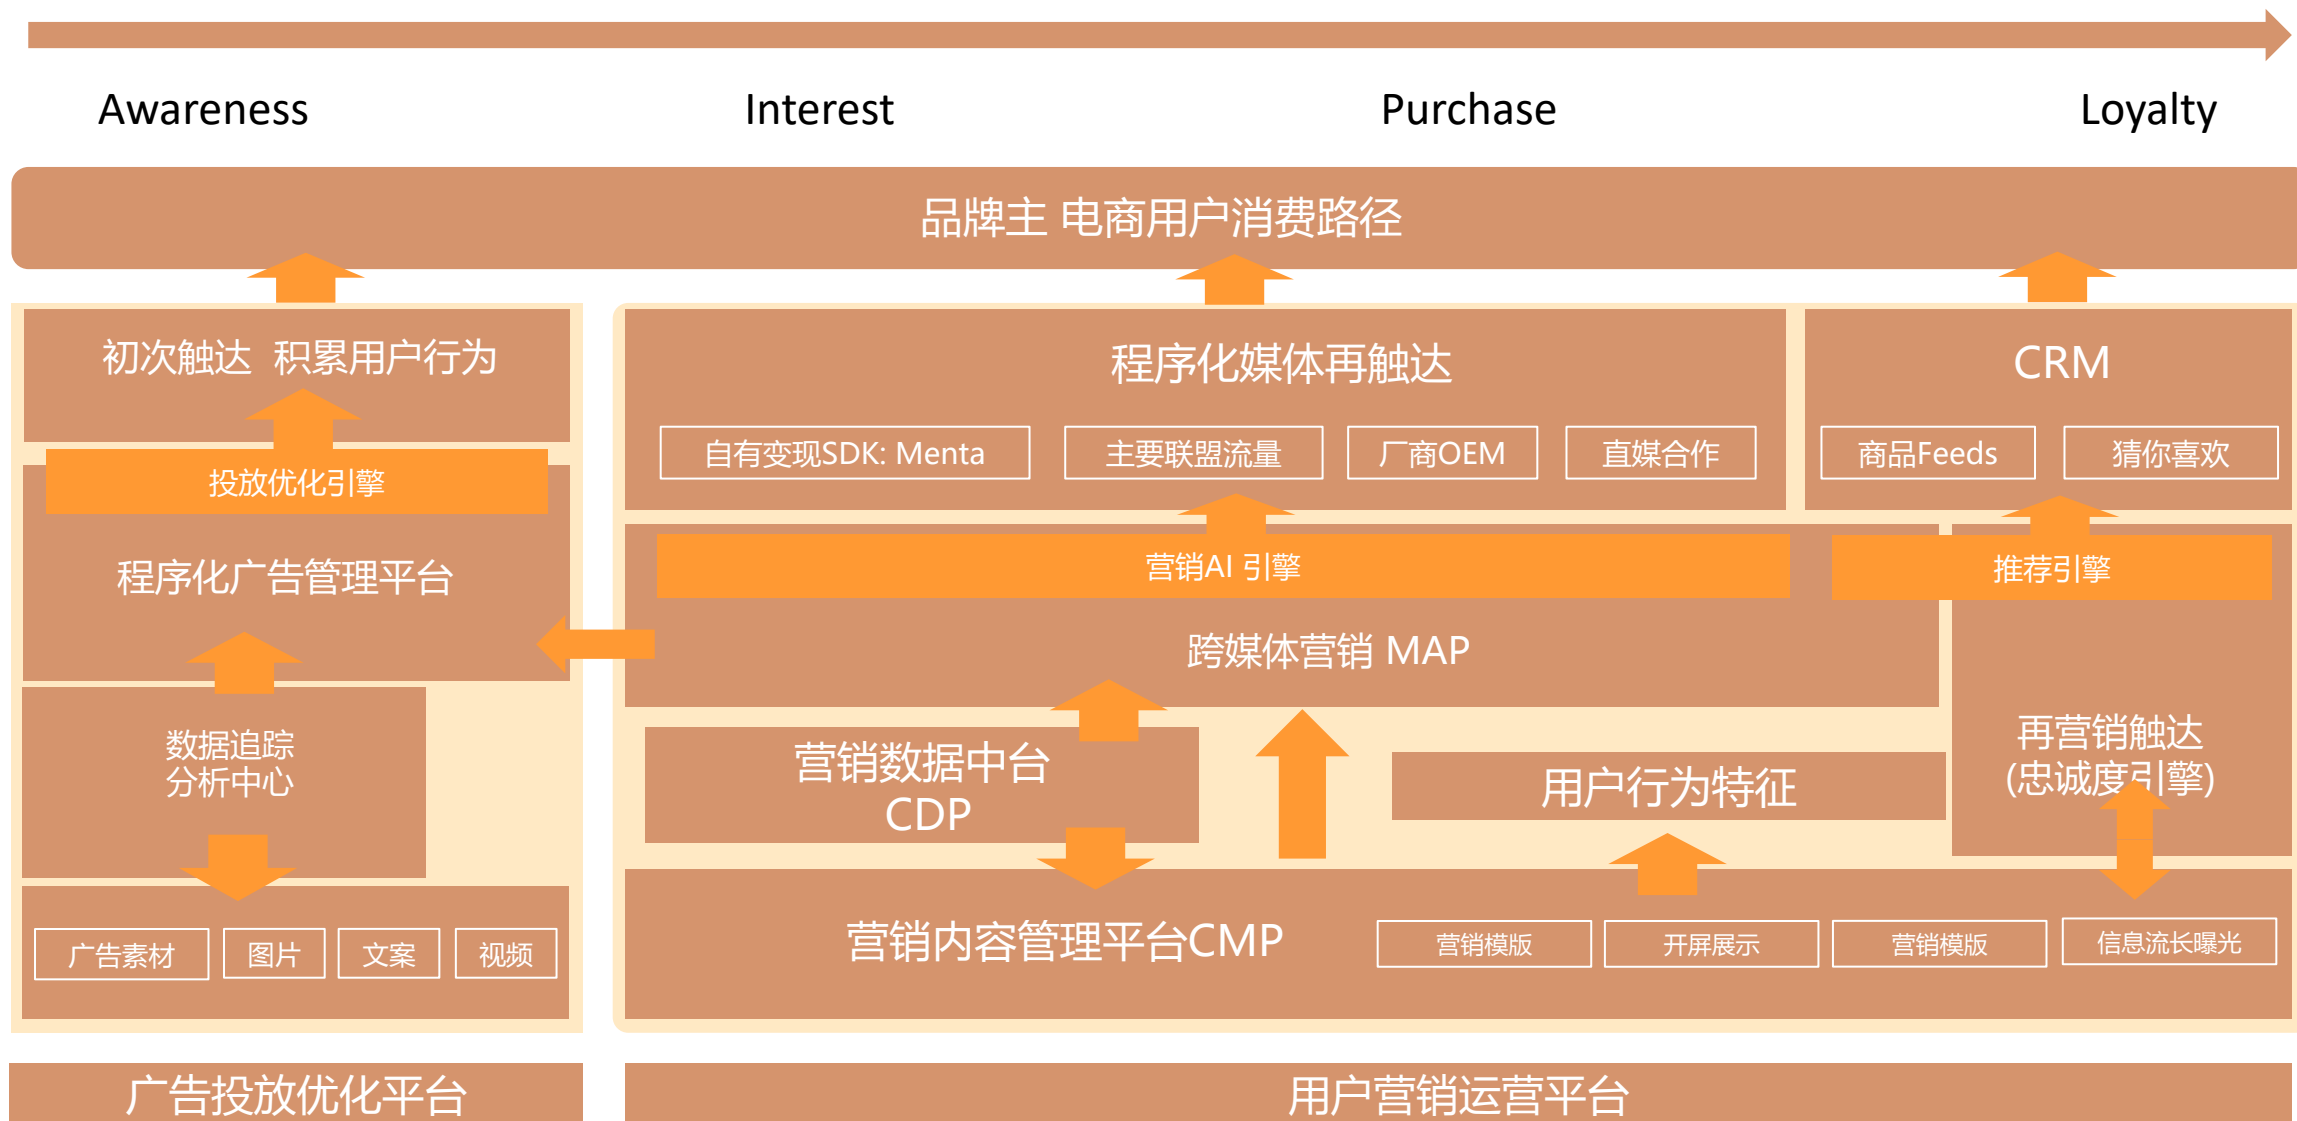 Awareness
Interest
Purchase
Loyalty
品牌主 电商用户消费路径
初次触达 积累用户行为
投放优化引擎
程序化广告管理平台
数据追踪
分析中心
广告素材
图片
文案
视频
广告投放优化平台
程序化媒体再触达
自有变现SDK: Menta
主要联盟流量
厂商OEM
直媒合作
CRM
商品Feeds
猜你喜欢
营销AI 引擎
推荐引擎
跨媒体营销 MAP
营销数据中台
CDP
用户行为特征
再营销触达
(忠诚度引擎)
营销内容管理平台CMP
营销模版
开屏展示
营销模版
信息流长曝光
用户营销运营平台